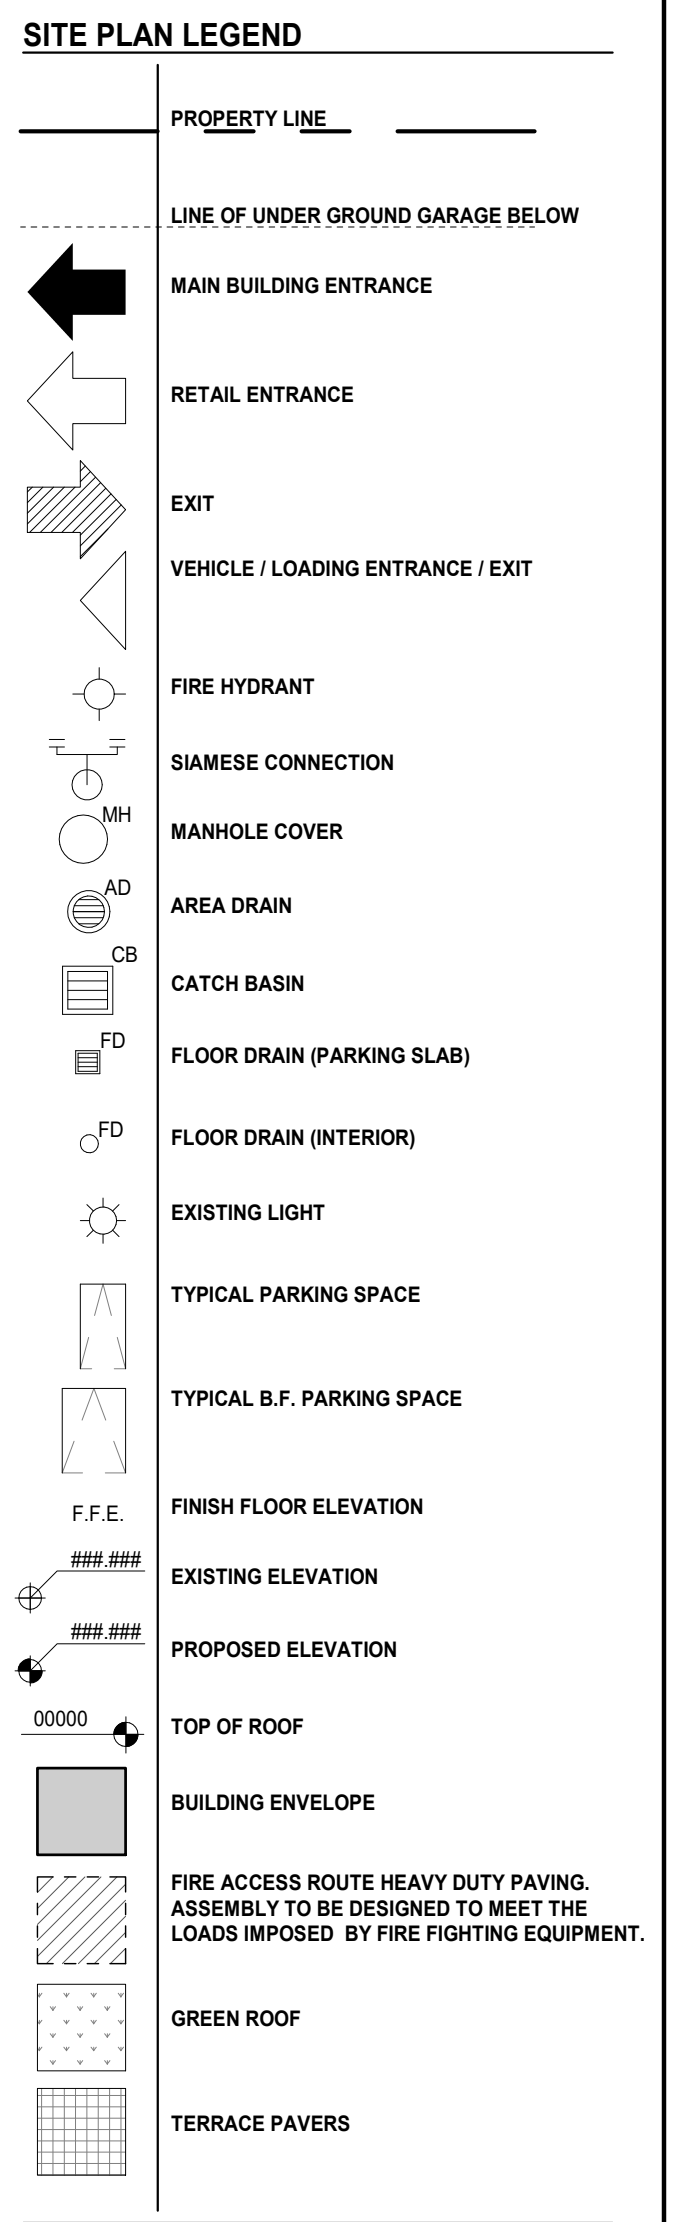 SITE PLAN LEGEND
PROPERTY LINE
LINE OF UNDER GROUND GARAGE BELOW
MAIN BUILDING ENTRANCE
RETAIL ENTRANCE
EXIT
VEHICLE / LOADING ENTRANCE / EXIT
FIRE HYDRANT
SIAMESE CONNECTION
MH
MANHOLE COVER
AD
AREA DRAIN
CB
CATCH BASIN
FD
FLOOR DRAIN (PARKING SLAB)
FD
FLOOR DRAIN (INTERIOR)
EXISTING LIGHT
TYPICAL PARKING SPACE
TYPICAL B.F. PARKING SPACE
F.F.E.
FINISH FLOOR ELEVATION
###.###
EXISTING ELEVATION
###.###
PROPOSED ELEVATION
00000
TOP OF ROOF
BUILDING ENVELOPE
FIRE ACCESS ROUTE HEAVY DUTY PAVING.
ASSEMBLY TO BE DESIGNED TO MEET THE
LOADS IMPOSED BY FIRE FIGHTING EQUIPMENT.
GREEN ROOF
TERRACE PAVERS